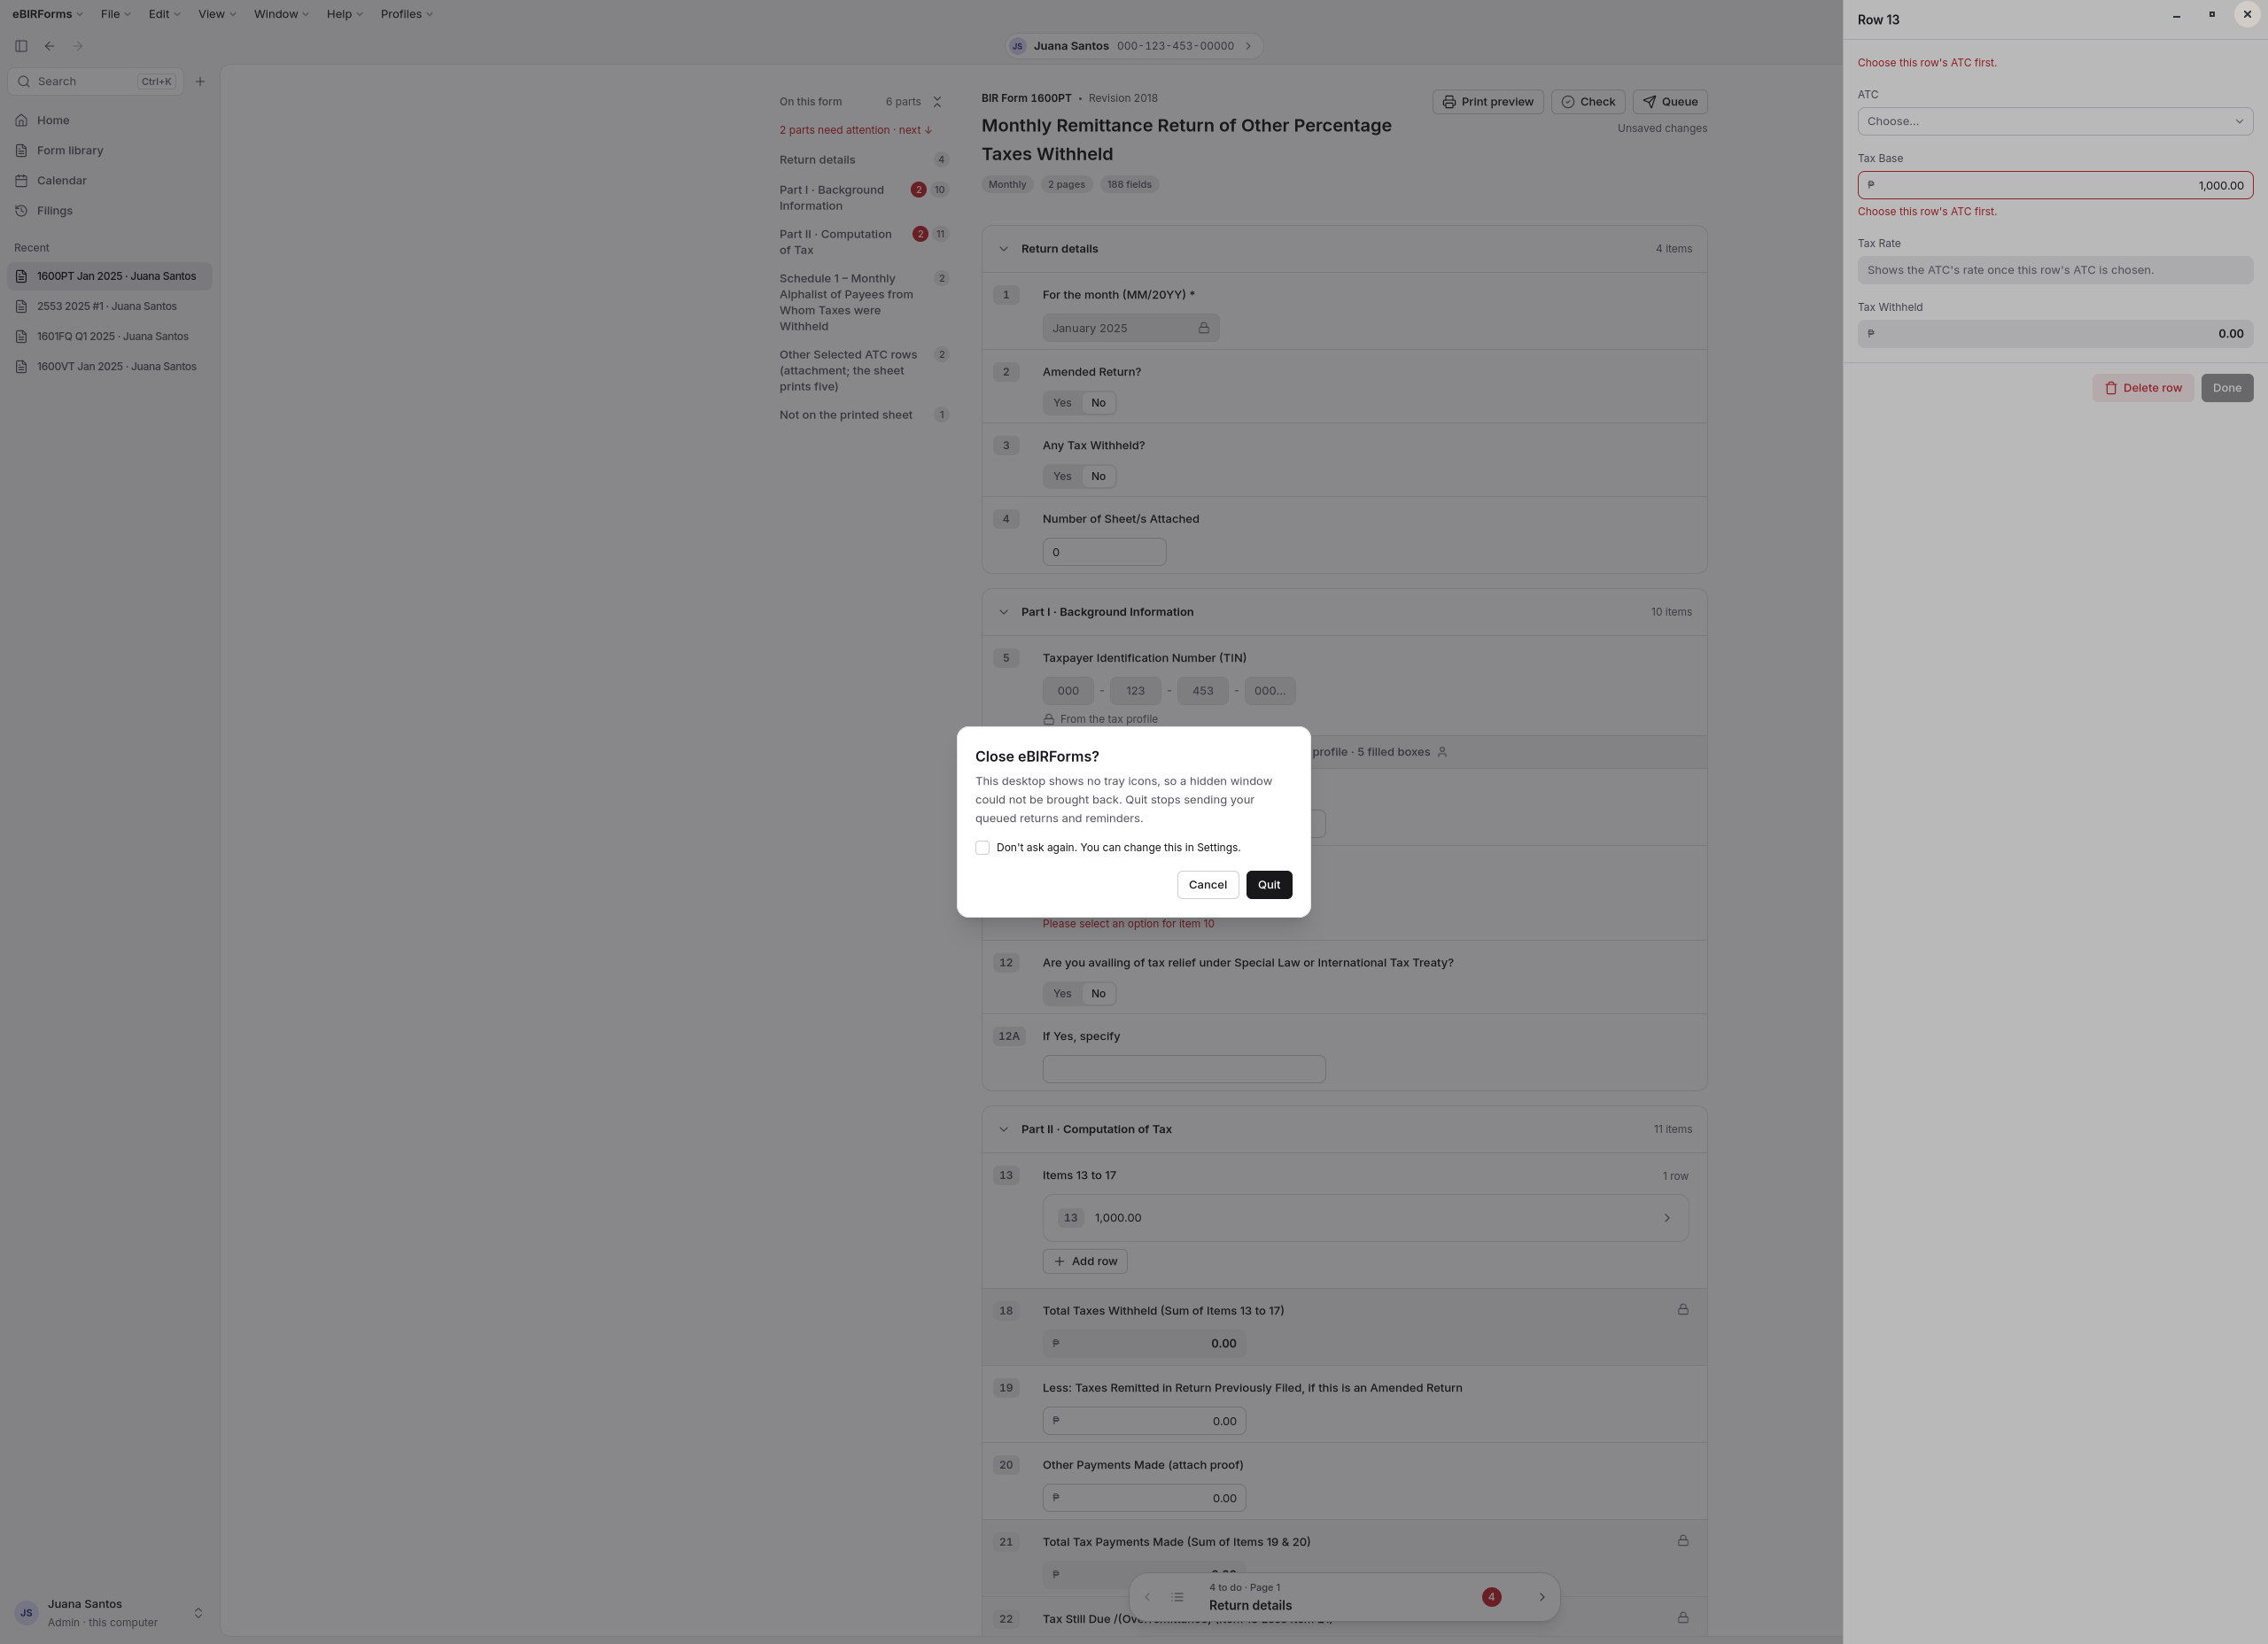 eBIRForms File Edit View Window Help Profiles
JS Juana Santos 000-123-453-00000
Search Ctrl+K
Home
Form library
Calendar
Filings
Recent
1600PT Jan 2025 · Juana Santos
2553 2025 #1 · Juana Santos
1601FQ Q1 2025 · Juana Santos
1600VT Jan 2025 · Juana Santos
JS Juana Santos
Admin · this computer
On this form 6 parts
2 parts need attention · next ↓
Return details 4
Part I · Background 2 10
Information
Part II · Computation 2 11
of Tax
Schedule 1 – Monthly 2
Alphalist of Payees from
Whom Taxes were
Withheld
Other Selected ATC rows 2
(attachment; the sheet
prints five)
Not on the printed sheet 1
BIR Form 1600PT • Revision 2018
Print preview Check Queue
Monthly Remittance Return of Other Percentage
Taxes Withheld
Unsaved changes
Monthly 2 pages 188 fields
Return details 4 items
1 For the month (MM/20YY) *
January 2025
2 Amended Return?
Yes No
3 Any Tax Withheld?
Yes No
4 Number of Sheet/s Attached
0
Part I · Background Information 10 items
5 Taxpayer Identification Number (TIN)
000 - 123 - 453 - 000...
From the tax profile
profile · 5 filled boxes
Close eBIRForms?
This desktop shows no tray icons, so a hidden window
could not be brought back. Quit stops sending your
queued returns and reminders.
Don't ask again. You can change this in Settings.
Cancel Quit
Please select an option for item 10
12 Are you availing of tax relief under Special Law or International Tax Treaty?
Yes No
12A If Yes, specify
Part II · Computation of Tax 11 items
13 Items 13 to 17 1 row
13 1,000.00
Add row
18 Total Taxes Withheld (Sum of Items 13 to 17)
₱ 0.00
19 Less: Taxes Remitted in Return Previously Filed, if this is an Amended Return
₱ 0.00
20 Other Payments Made (attach proof)
₱ 0.00
21 Total Tax Payments Made (Sum of Items 19 & 20)
₱
22 Tax Still Due
4 to do · Page 1
Return details 4
Row 13
Choose this row's ATC first.
ATC
Choose...
Tax Base
₱ 1,000.00
Choose this row's ATC first.
Tax Rate
Shows the ATC's rate once this row's ATC is chosen.
Tax Withheld
₱ 0.00
Delete row Done